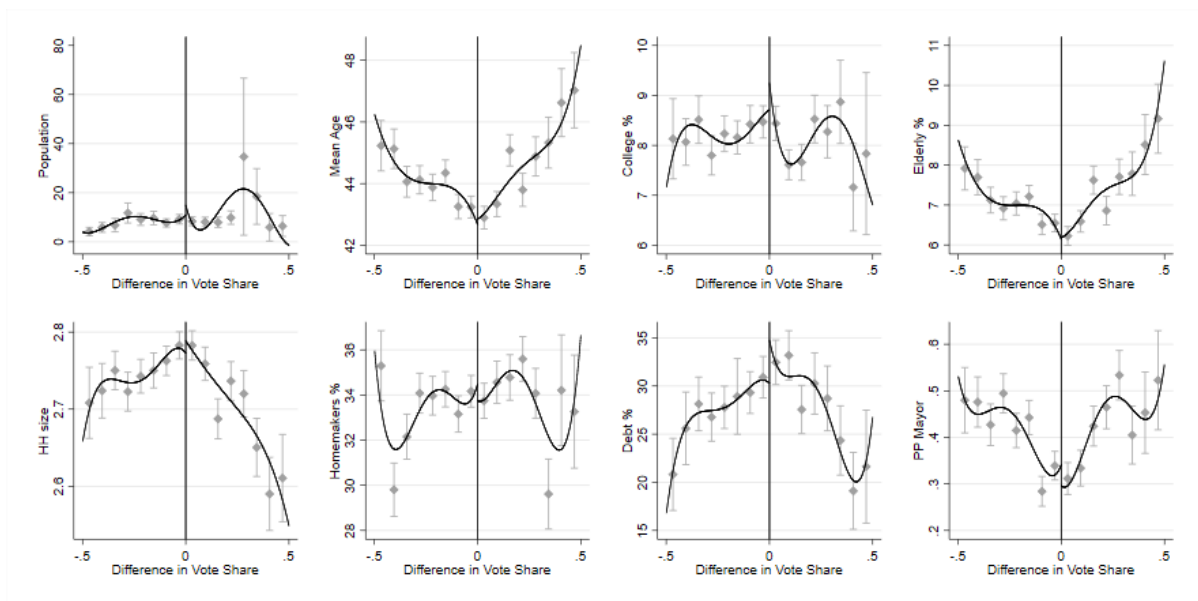 Population
80
60
40
20
0
-.5 0 .5
Difference in Vote Share
Mean Age
48
46
44
42
-.5 0 .5
Difference in Vote Share
College %
10
9
8
7
6
-.5 0 .5
Difference in Vote Share
Elderly %
11
10
9
8
7
6
-.5 0 .5
Difference in Vote Share
HH size
2.8
2.7
2.6
-.5 0 .5
Difference in Vote Share
Homemakers %
38
36
34
32
30
28
-.5 0 .5
Difference in Vote Share
Debt %
35
30
25
20
15
-.5 0 .5
Difference in Vote Share
PP Mayor
.6
.5
.4
.3
.2
-.5 0 .5
Difference in Vote Share